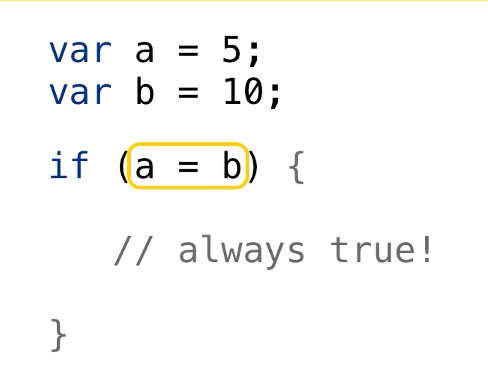 var a = 5;
var b = 10;
if (a = b) {
// always true!
}